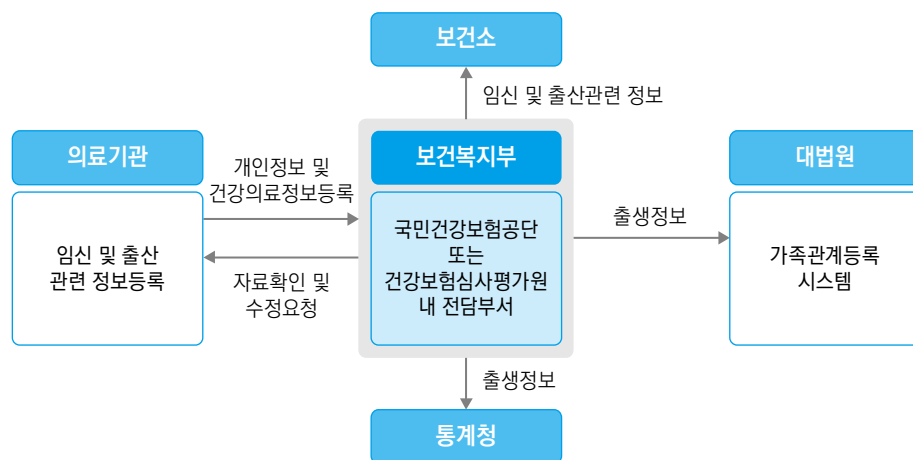 보건소
임신 및 출산관련 정보
의료기관
임신 및 출산
관련 정보등록
개인정보 및
건강의료정보등록
자료확인 및
수정요청
보건복지부
국민건강보험공단
또는
건강보험심사평가원
내 전담부서
출생정보
대법원
가족관계등록
시스템
출생정보
통계청